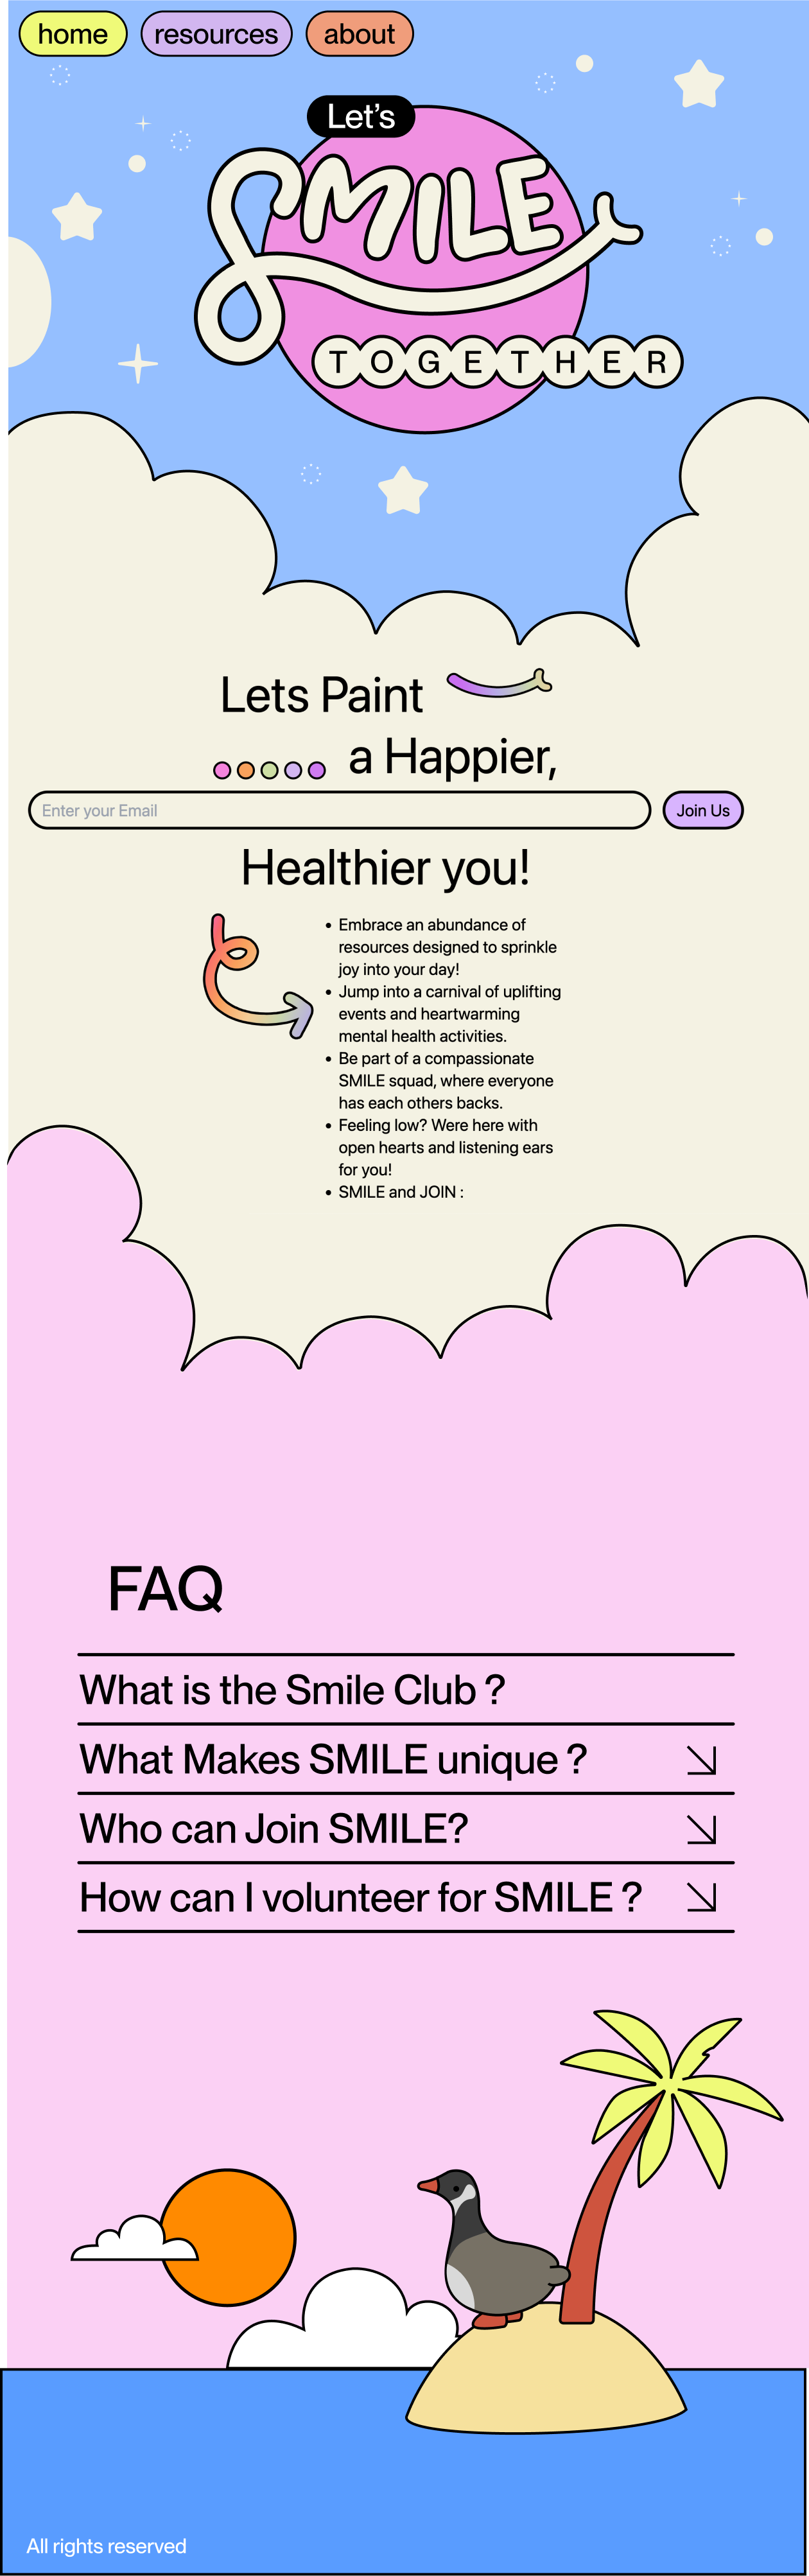 home
resources
about
Let's
SMILE
TOGETHER
Lets Paint
a Happier,
Enter your Email
Join Us
Healthier you!
• Embrace an abundance of
resources designed to sprinkle
joy into your day!
• Jump into a carnival of uplifting
events and heartwarming
mental health activities.
• Be part of a compassionate
SMILE squad, where everyone
has each others backs.
• Feeling low? Were here with
open hearts and listening ears
for you!
• SMILE and JOIN :
FAQ
What is the Smile Club ?
What Makes SMILE unique ?
Who can Join SMILE?
How can I volunteer for SMILE ?
All rights reserved